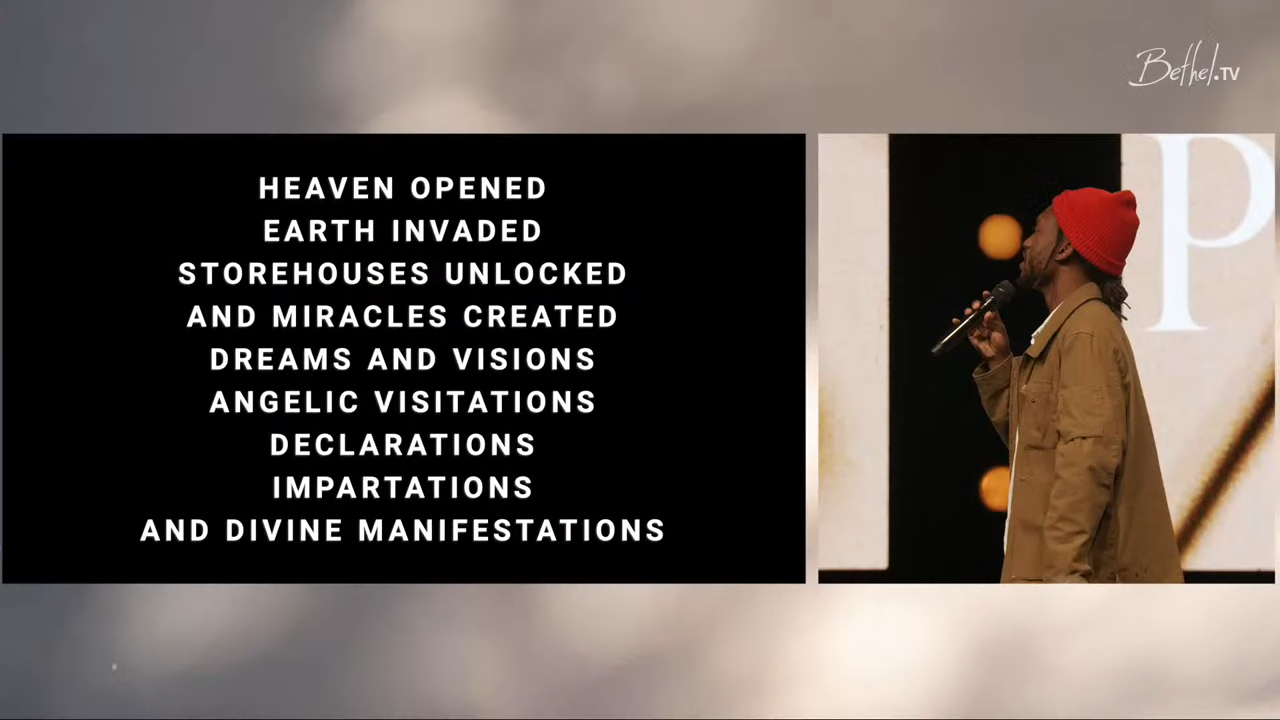 Bethel.TV
HEAVEN OPENED
EARTH INVADED
STOREHOUSES UNLOCKED
AND MIRACLES CREATED
DREAMS AND VISIONS
ANGELIC VISITATIONS
DECLARATIONS
IMPARTATIONS
AND DIVINE MANIFESTATIONS
P